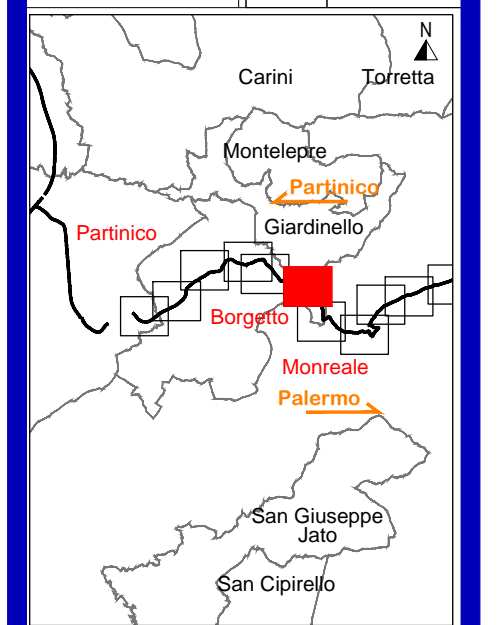 N
Carini
Torretta
Montelepre
Partinico
Giardinello
Partinico
Borgetto
Monreale
Palermo
San Giuseppe
Jato
San Cipirello